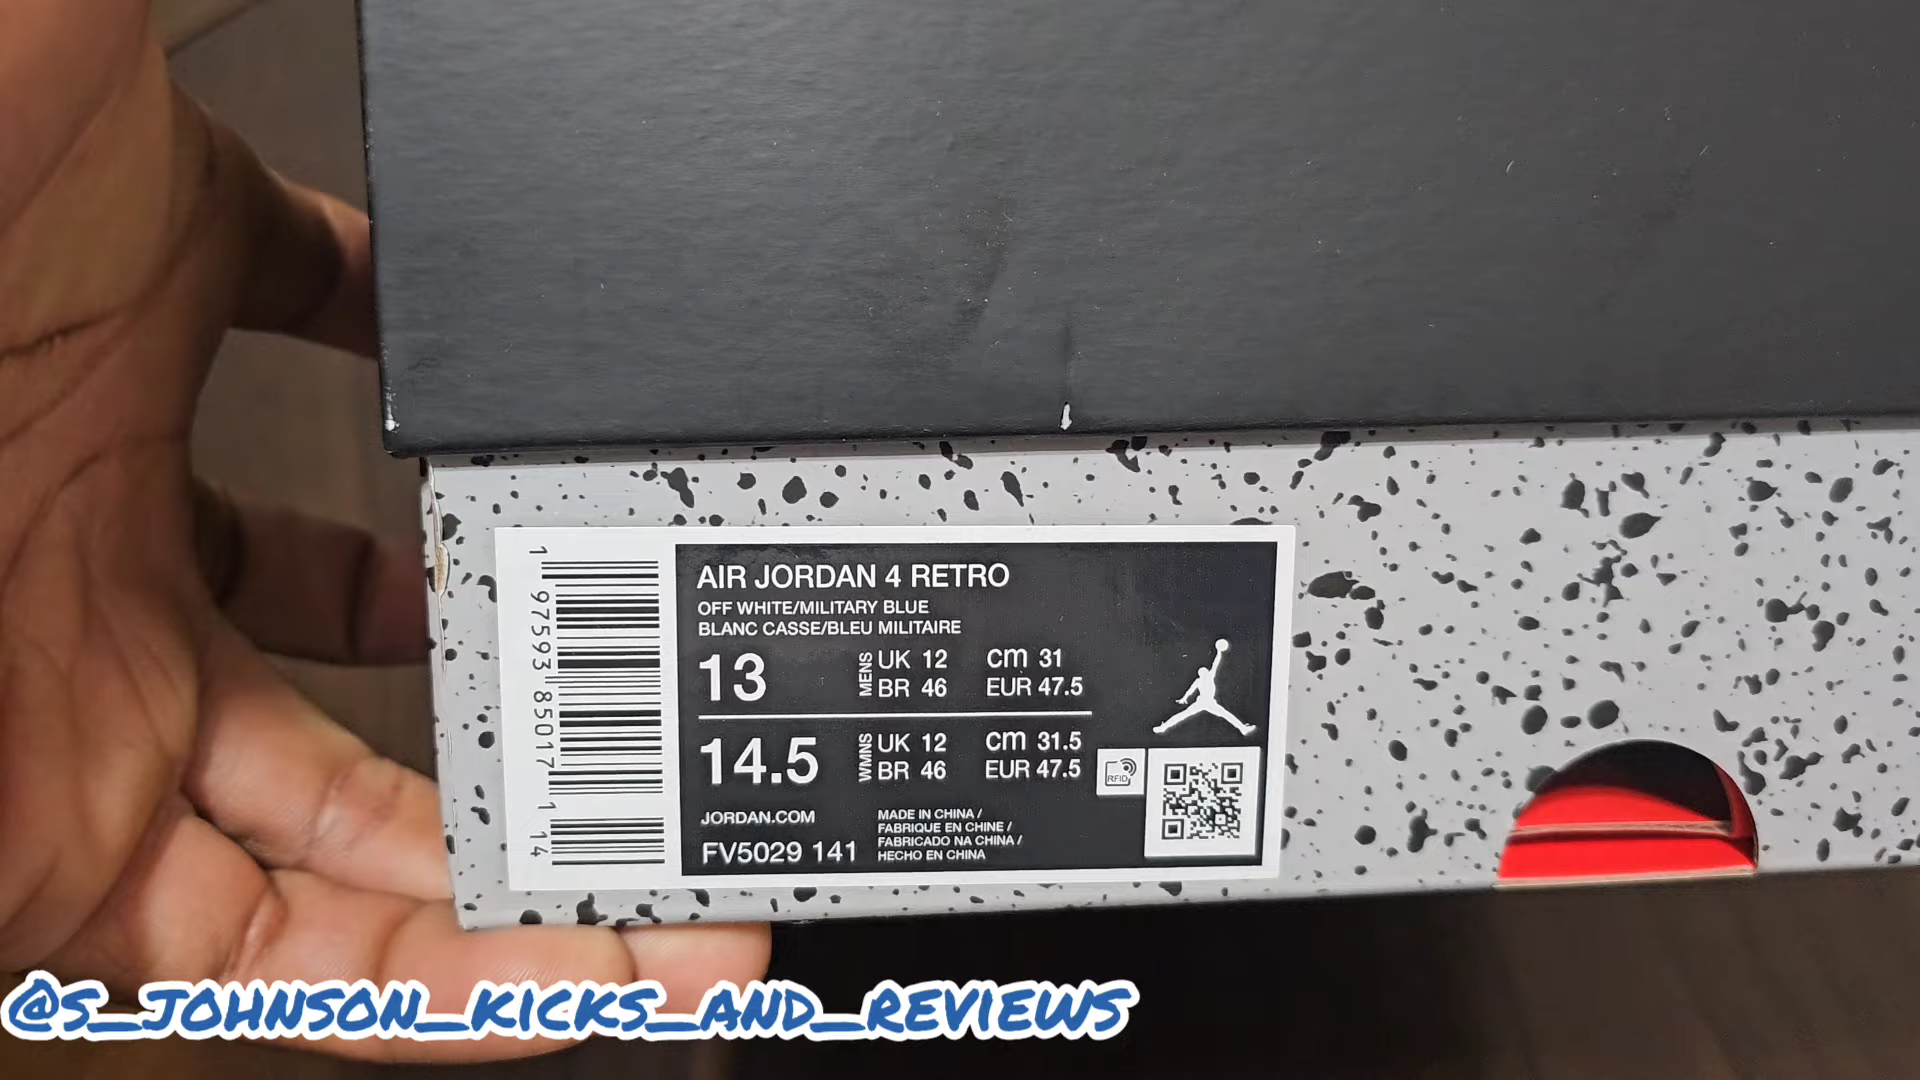 AIR JORDAN 4 RETRO
OFF WHITE/MILITARY BLUE
BLANC CASSE/BLEU MILITAIRE
13 MENS UK 12 CM 31
BR 46 EUR 47.5
14.5 WMNS UK 12 CM 31.5
BR 46 EUR 47.5
RFID
JORDAN.COM
FV5029 141
MADE IN CHINA /
FABRIQUE EN CHINE /
FABRICADO NA CHINA /
HECHO EN CHINA
1 97593 85017 1 14
@S_JOHNSON_KICKS_AND_REVIEWS